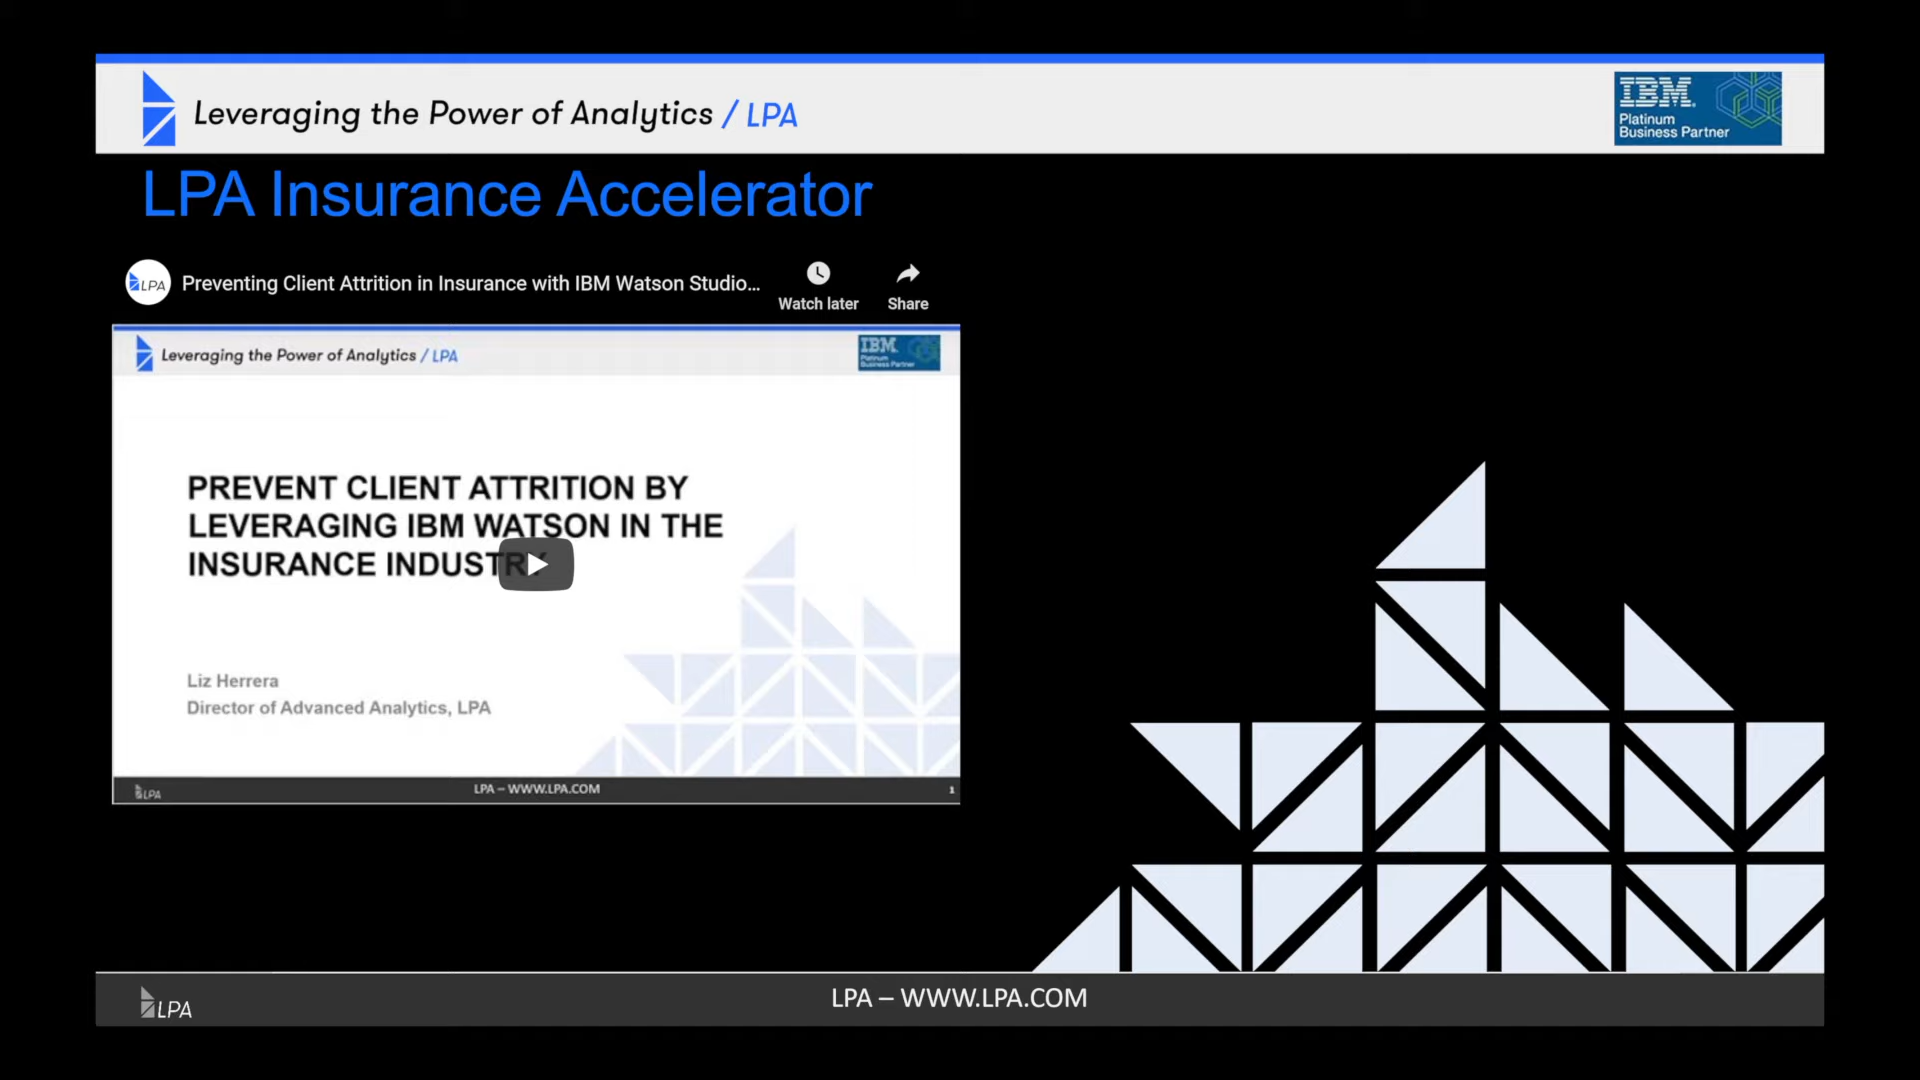 Leveraging the Power of Analytics / LPA
IBM
Platinum
Business Partner
LPA Insurance Accelerator
LPA
Preventing Client Attrition in Insurance with IBM Watson Studio...
Watch later
Share
Leveraging the Power of Analytics / LPA
IBM
Platinum
Business Partner
PREVENT CLIENT ATTRITION BY
LEVERAGING IBM WATSON IN THE
INSURANCE INDUSTRY
Liz Herrera
Director of Advanced Analytics, LPA
LPA
LPA – WWW.LPA.COM
1
LPA
LPA – WWW.LPA.COM